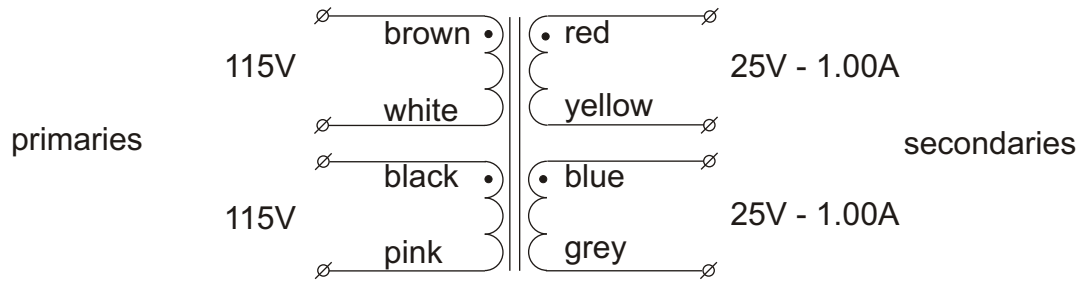 brown
red
115V
25V - 1.00A
white
yellow
primaries
secondaries
black
blue
115V
25V - 1.00A
pink
grey